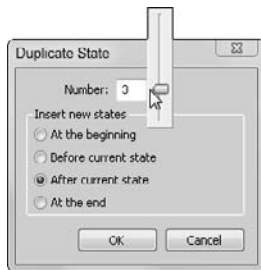 Duplicate State
Number: 3
Insert new states
At the beginning
Before current state
After current state
At the end
OK
Cancel